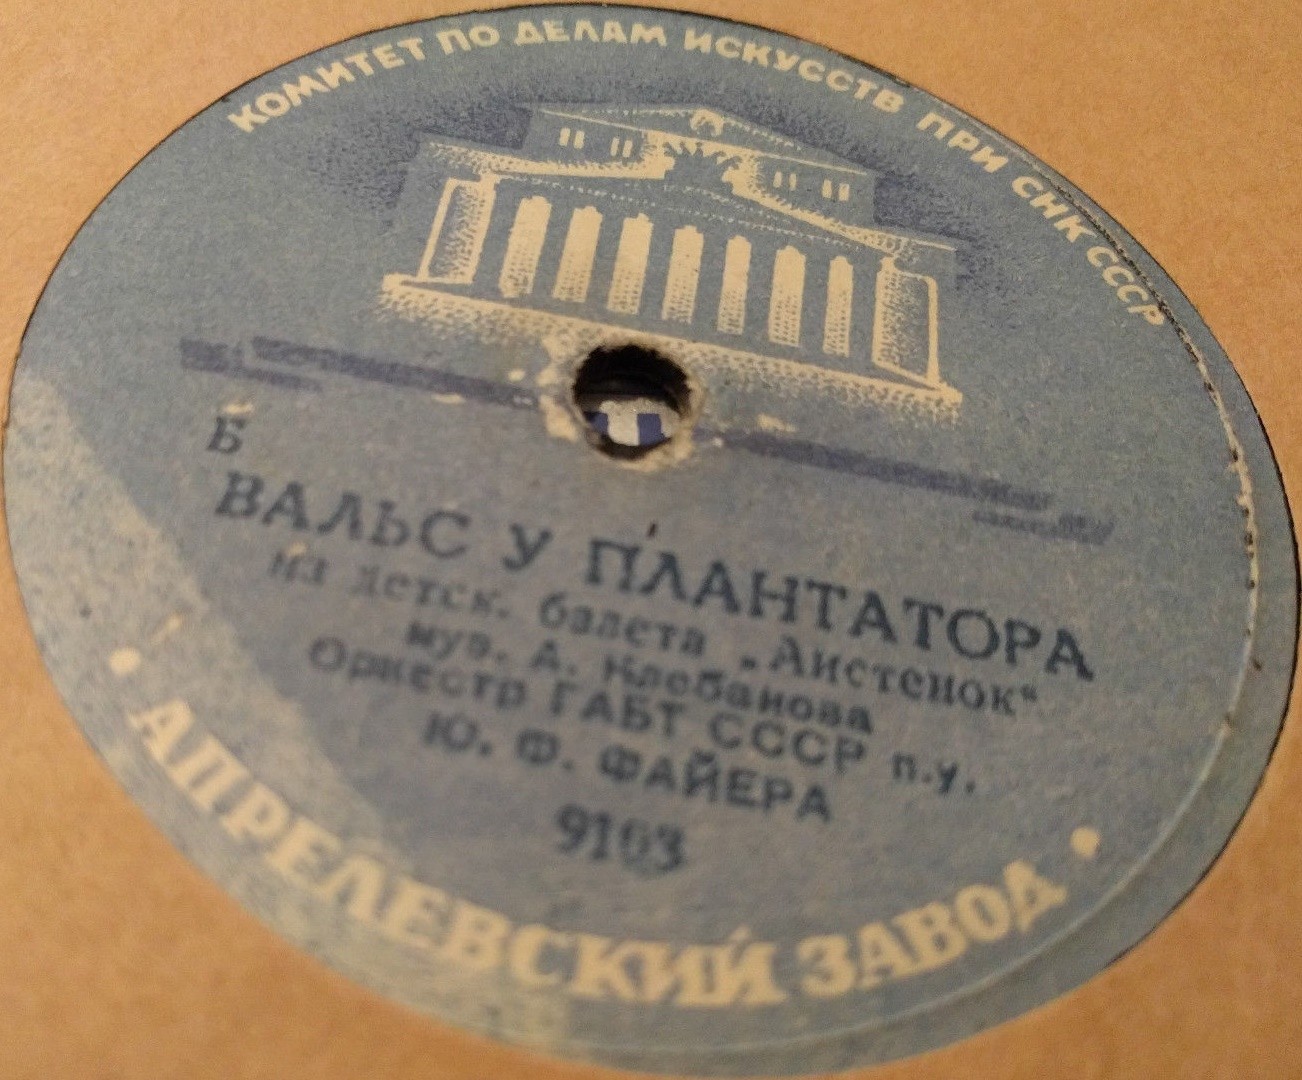 КОМИТЕТ ПО ДЕЛАМ ИСКУССТВ ПРИ СНК СССР
Б
ВАЛЬС У ПЛАНТАТОРА
из детск. балета „Аистенок“
муз. Д. Клебанова
Оркестр ГАБТ СССР п.у.
Ю. Ф. ФАЙЕРА
9163
• АПРЕЛЕВСКИЙ ЗАВОД •